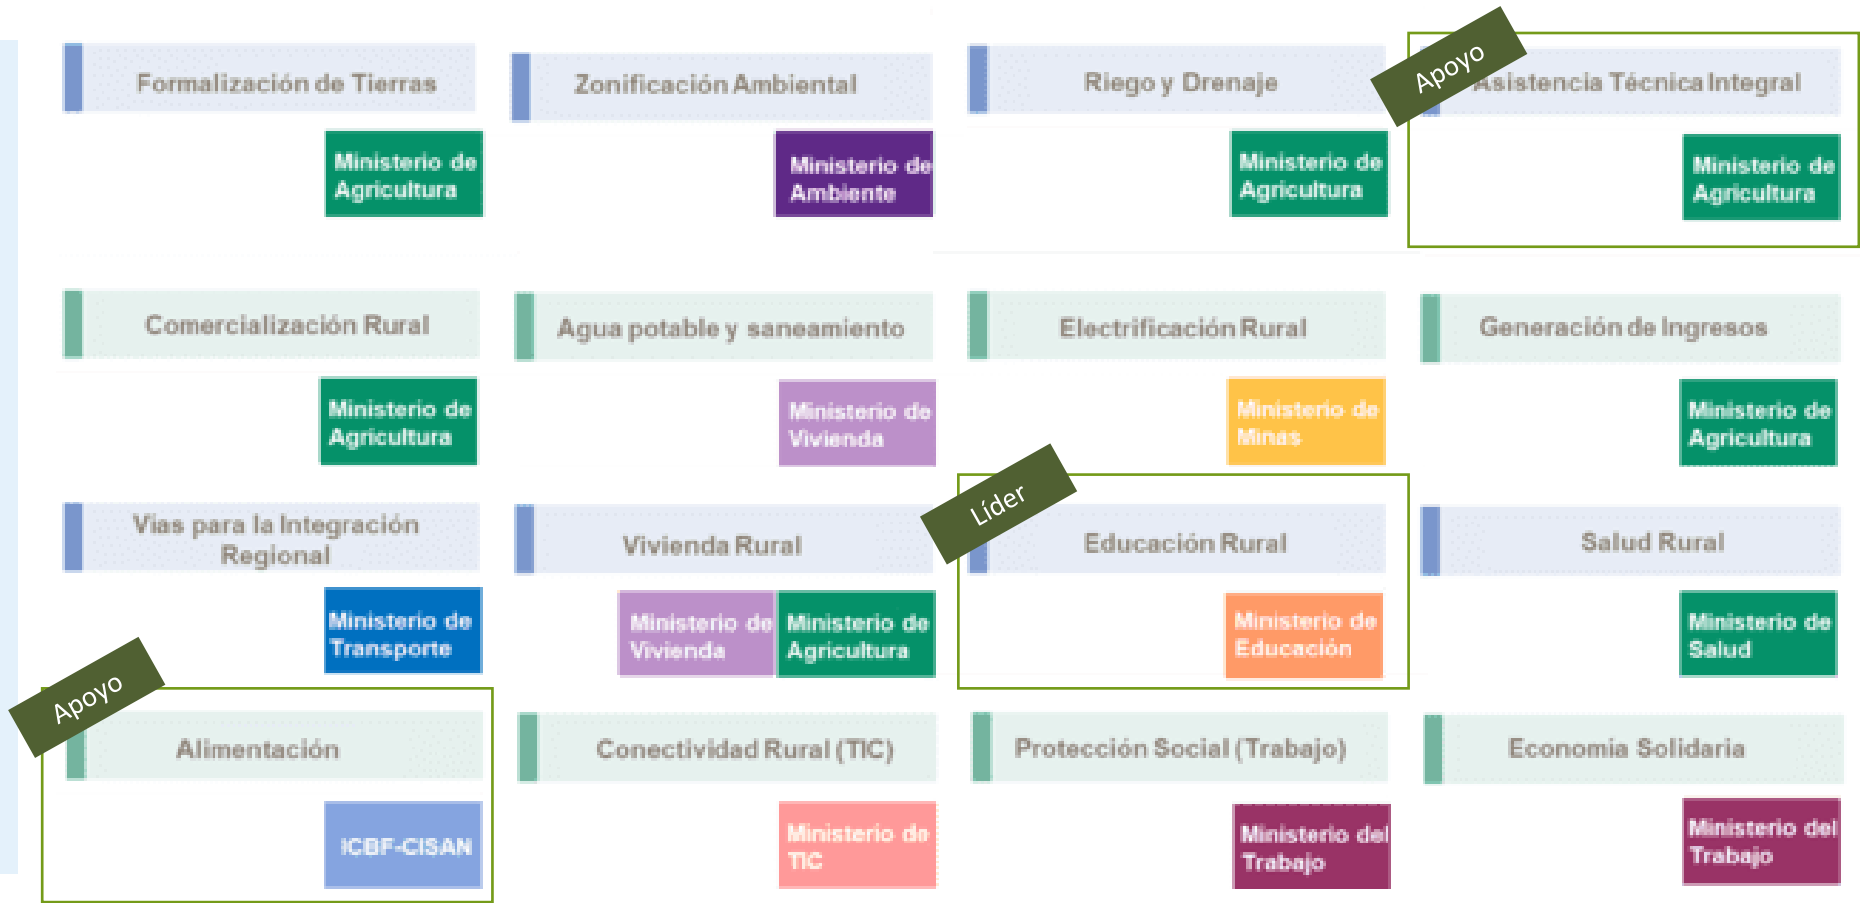 Formalización de Tierras
Ministerio de
Agricultura
Zonificación Ambiental
Ministerio de
Ambiente
Riego y Drenaje
Ministerio de
Agricultura
Apoyo
Asistencia Técnica Integral
Ministerio de
Agricultura
Comercialización Rural
Ministerio de
Agricultura
Agua potable y saneamiento
Ministerio de
Vivienda
Electrificación Rural
Ministerio de
Minas
Generación de Ingresos
Ministerio de
Agricultura
Vías para la Integración
Regional
Ministerio de
Transporte
Vivienda Rural
Ministerio de
Vivienda
Ministerio de
Agricultura
Líder
Educación Rural
Ministerio de
Educación
Salud Rural
Ministerio de
Salud
Apoyo
Alimentación
ICBF-CISAN
Conectividad Rural (TIC)
Ministerio de
TIC
Protección Social (Trabajo)
Ministerio del
Trabajo
Economía Solidaria
Ministerio del
Trabajo